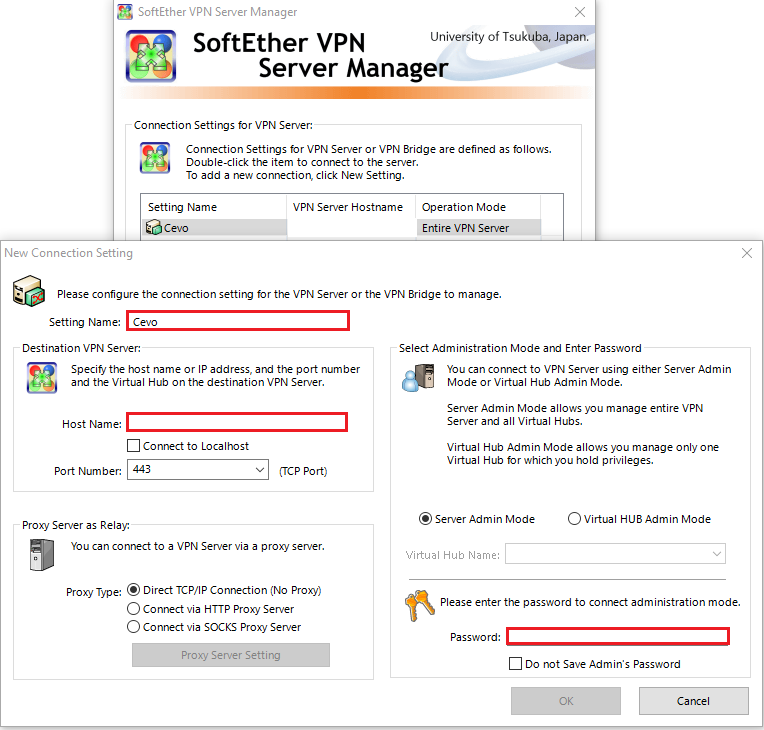 SoftEther VPN Server Manager
University of Tsukuba, Japan.
SoftEther VPN
Server Manager
Connection Settings for VPN Server:
Connection Settings for VPN Server or VPN Bridge are defined as follows.
Double-click the item to connect to the server.
To add a new connection, click New Setting.
Setting Name VPN Server Hostname Operation Mode
Cevo Entire VPN Server
New Connection Setting
Please configure the connection setting for the VPN Server or the VPN Bridge to manage.
Setting Name: Cevo
Destination VPN Server:
Specify the host name or IP address, and the port number
and the Virtual Hub on the destination VPN Server.
Host Name:
Connect to Localhost
Port Number: 443 (TCP Port)
Proxy Server as Relay:
You can connect to a VPN Server via a proxy server.
Proxy Type: Direct TCP/IP Connection (No Proxy)
Connect via HTTP Proxy Server
Connect via SOCKS Proxy Server
Proxy Server Setting
Select Administration Mode and Enter Password
You can connect to VPN Server using either Server Admin
Mode or Virtual Hub Admin Mode.
Server Admin Mode allows you manage entire VPN
Server and all Virtual Hubs.
Virtual Hub Admin Mode allows you manage only one
Virtual Hub for which you hold privileges.
Server Admin Mode Virtual HUB Admin Mode
Virtual Hub Name:
Please enter the password to connect administration mode.
Password:
Do not Save Admin's Password
OK Cancel